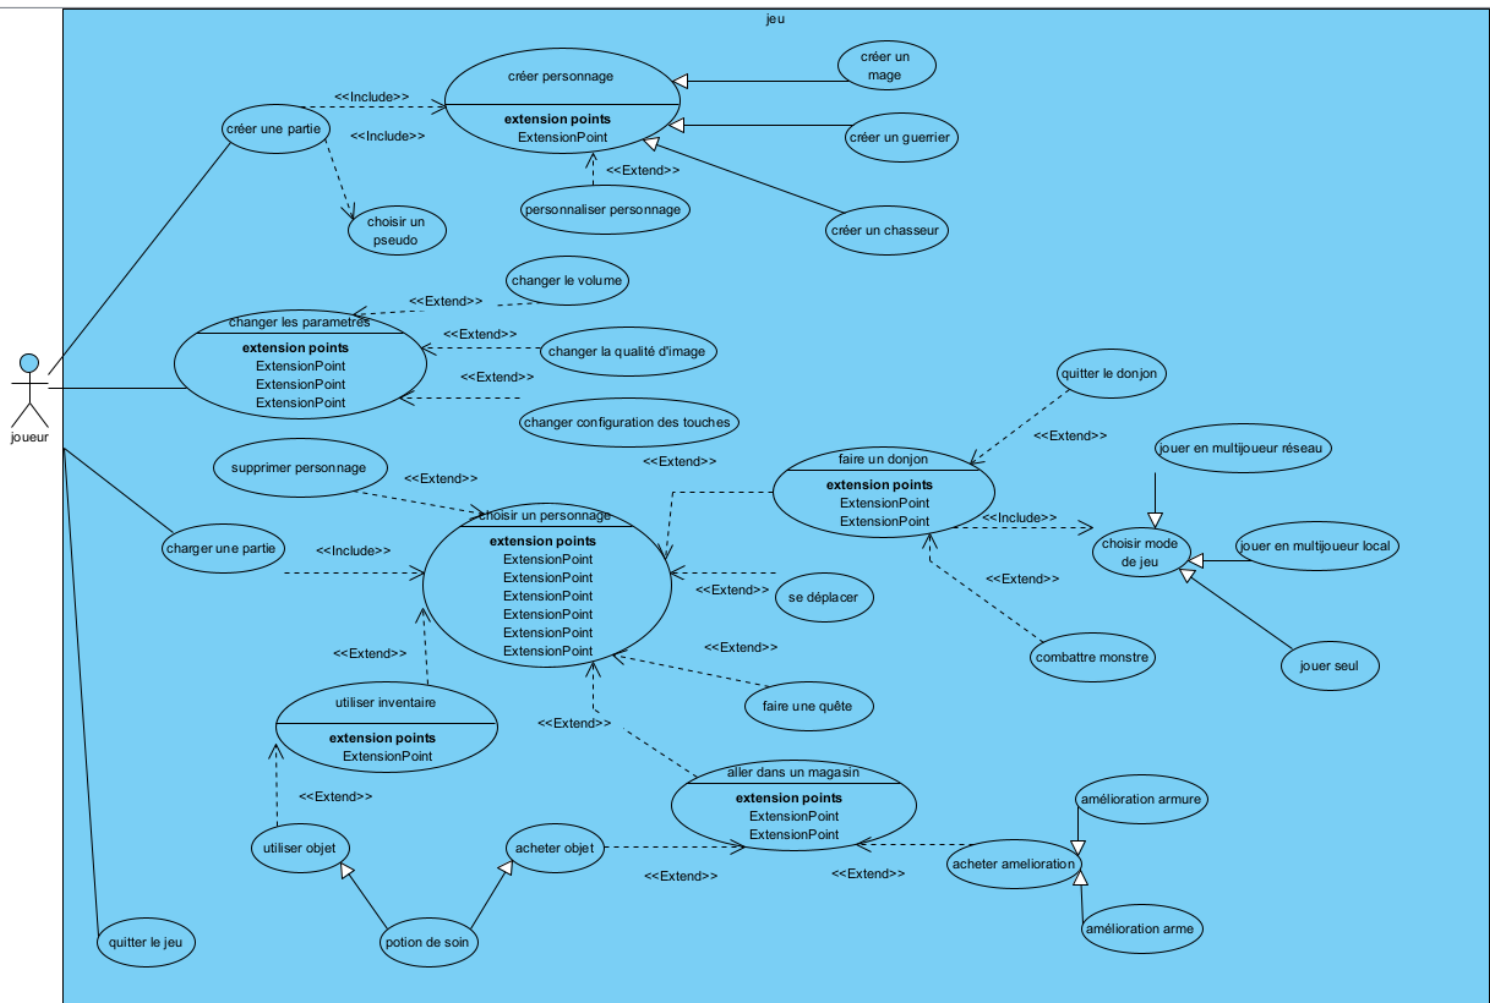 jeu
créer un
mage
créer personnage
extension points
ExtensionPoint
<<Include>>
créer une partie
<<Include>>
créer un guerrier
<<Extend>>
personnaliser personnage
choisir un
pseudo
créer un chasseur
changer le volume
<<Extend>>
changer les parametres
extension points
ExtensionPoint
ExtensionPoint
ExtensionPoint
<<Extend>>
changer la qualité d'image
<<Extend>>
changer configuration des touches
joueur
quitter le donjon
<<Extend>>
jouer en multijoueur réseau
supprimer personnage
<<Extend>>
<<Extend>>
faire un donjon
extension points
ExtensionPoint
ExtensionPoint
<<Include>>
choisir mode
de jeu
jouer en multijoueur local
charger une partie
<<Include>>
choisir un personnage
extension points
ExtensionPoint
ExtensionPoint
ExtensionPoint
ExtensionPoint
ExtensionPoint
ExtensionPoint
<<Extend>>
se déplacer
<<Extend>>
combattre monstre
jouer seul
<<Extend>>
<<Extend>>
faire une quête
utiliser inventaire
extension points
ExtensionPoint
<<Extend>>
aller dans un magasin
extension points
ExtensionPoint
ExtensionPoint
<<Extend>>
amélioration armure
utiliser objet
acheter objet
<<Extend>>
<<Extend>>
acheter amelioration
amélioration arme
quitter le jeu
potion de soin